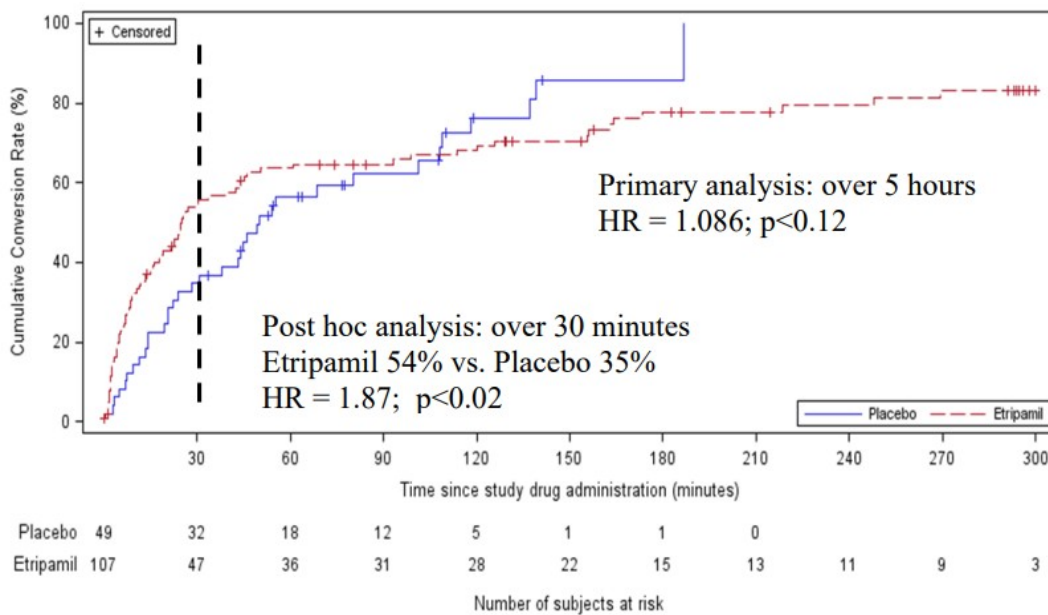 100
+ Censored
80
60
40
20
0
Cumulative Conversion Rate (%)
Primary analysis: over 5 hours
HR = 1.086; p<0.12
Post hoc analysis: over 30 minutes
Etripamil 54% vs. Placebo 35%
HR = 1.87; p<0.02
Placebo Etripamil
30 60 90 120 150 180 210 240 270 300
Time since study drug administration (minutes)
Placebo 49 32 18 12 5 1 1 0
Etripamil 107 47 36 31 28 22 15 13 11 9 3
Number of subjects at risk